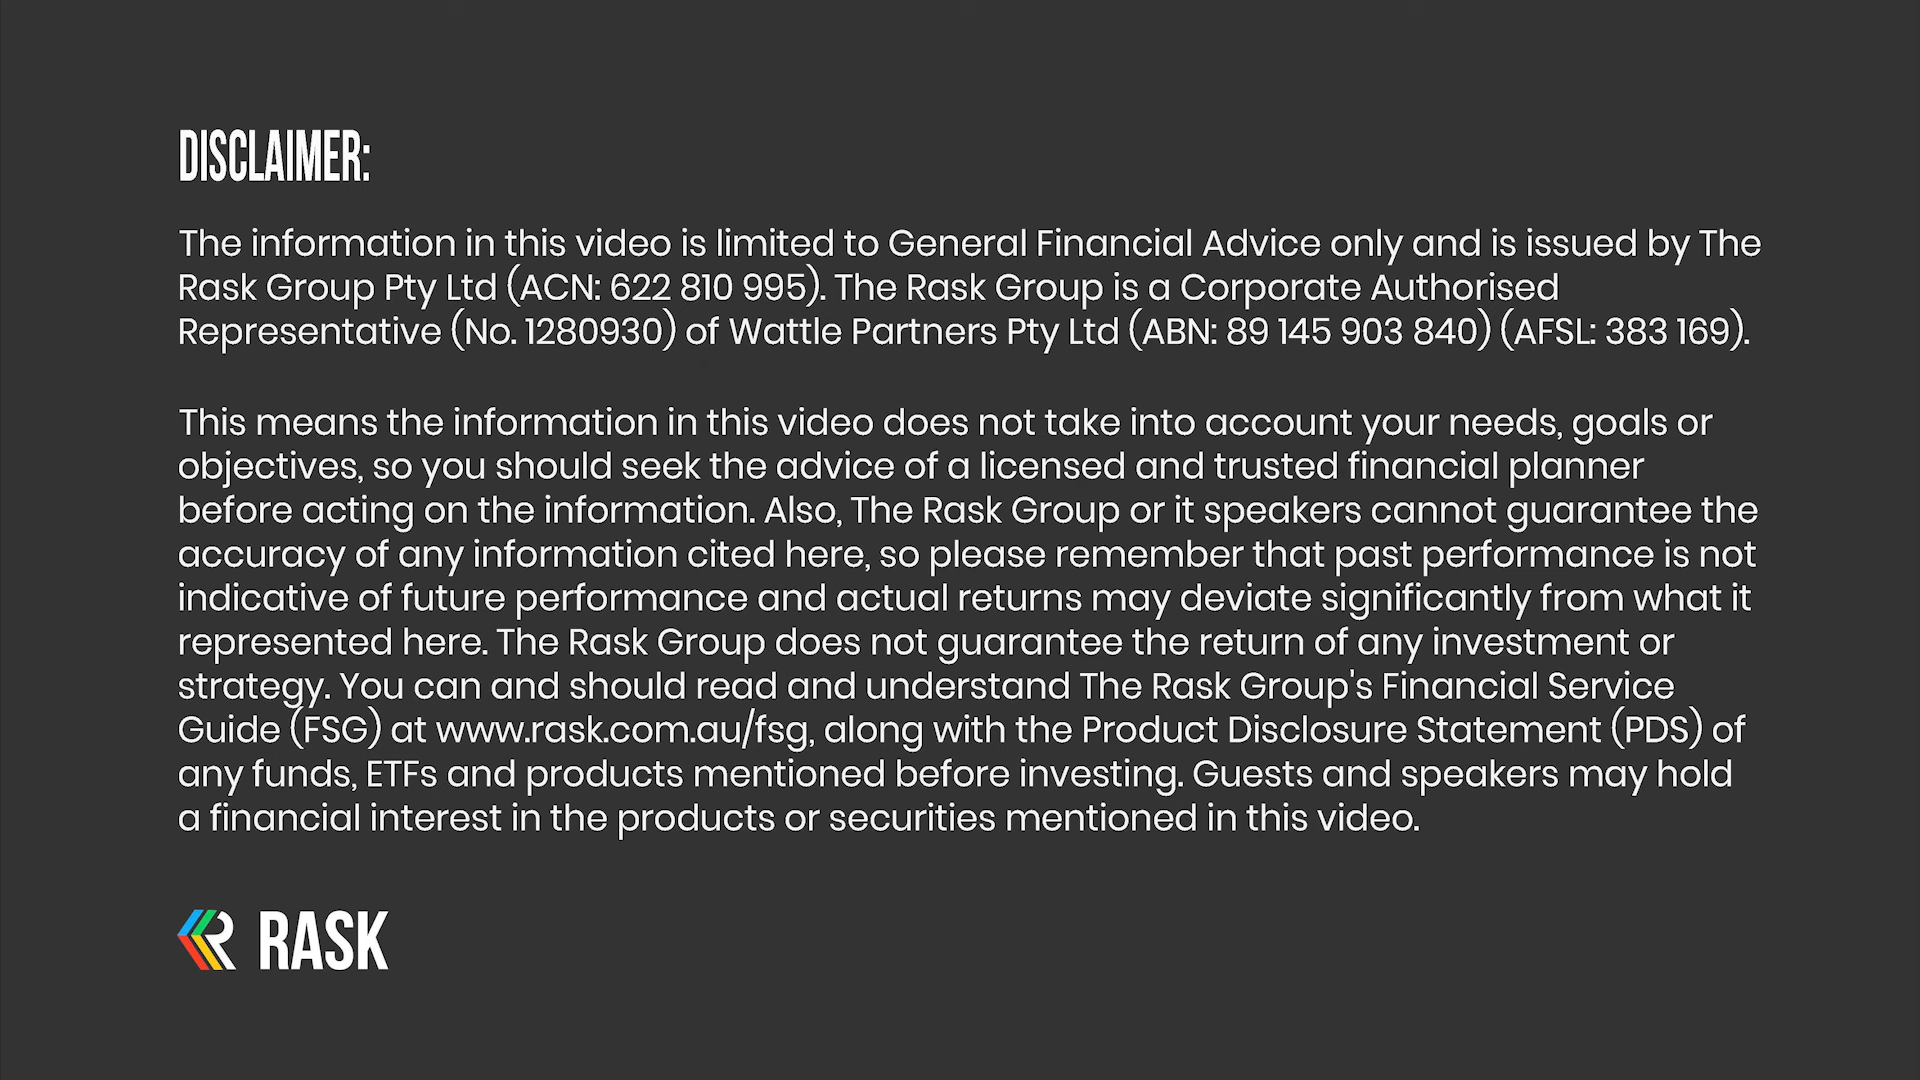 DISCLAIMER:
The information in this video is limited to General Financial Advice only and is issued by The
Rask Group Pty Ltd (ACN: 622 810 995). The Rask Group is a Corporate Authorised
Representative (No. 1280930) of Wattle Partners Pty Ltd (ABN: 89 145 903 840) (AFSL: 383 169).
This means the information in this video does not take into account your needs, goals or
objectives, so you should seek the advice of a licensed and trusted financial planner
before acting on the information. Also, The Rask Group or it speakers cannot guarantee the
accuracy of any information cited here, so please remember that past performance is not
indicative of future performance and actual returns may deviate significantly from what it
represented here. The Rask Group does not guarantee the return of any investment or
strategy. You can and should read and understand The Rask Group's Financial Service
Guide (FSG) at www.rask.com.au/fsg, along with the Product Disclosure Statement (PDS) of
any funds, ETFs and products mentioned before investing. Guests and speakers may hold
a financial interest in the products or securities mentioned in this video.
RASK